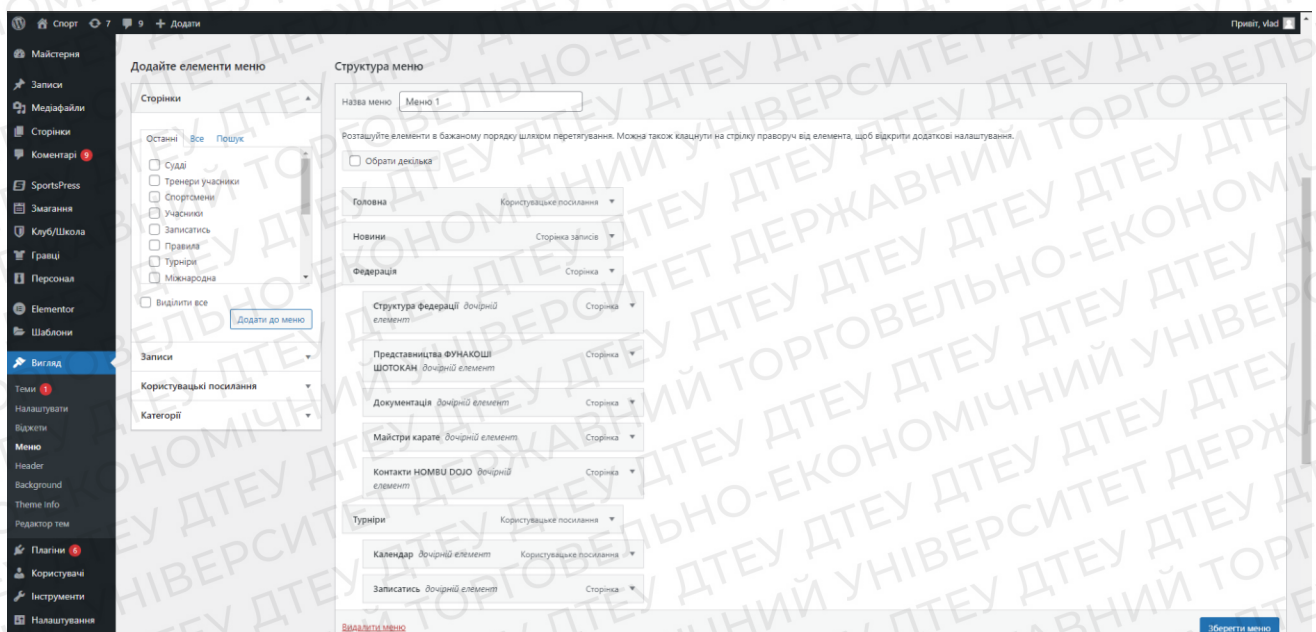 Спорт 7 9 + Додати Привіт, vlad
Майстерня
Записи
Медіафайли
Сторінки
Коментарі 9
SportsPress
Змагання
Клуб/Школа
Гравці
Персонал
Elementor
Шаблони
Вигляд
Теми 1
Налаштувати
Віджети
Меню
Header
Background
Theme Info
Редактор тем
Плагіни 6
Користувачі
Інструменти
Налаштування
Додайте елементи меню
Сторінки
Останні Все Пошук
Судді
Тренери учасники
Спортсмени
Учасники
Записатись
Правила
Турніри
Міжнародна
Виділити все
Додати до меню
Записи
Користувацькі посилання
Категорії
Структура меню
Назва меню Меню 1
Розташуйте елементи в бажаному порядку шляхом перетягування. Можна також клацнути на стрілку праворуч від елемента, щоб відкрити додаткові налаштування.
Обрати декілька
Головна Користувацьке посилання
Новини Сторінка записів
Федерація Сторінка
Структура федерації дочірній Сторінка
елемент
Представництва ФУНАКОШІ Сторінка
ШОТОКАН дочірній елемент
Документація дочірній елемент Сторінка
Майстри карате дочірній елемент Сторінка
Контакти HOMBU DOJO дочірній Сторінка
елемент
Турніри Користувацьке посилання
Календар дочірній елемент Користувацьке посилання
Записатись дочірній елемент Сторінка
Видалити меню Зберегти меню